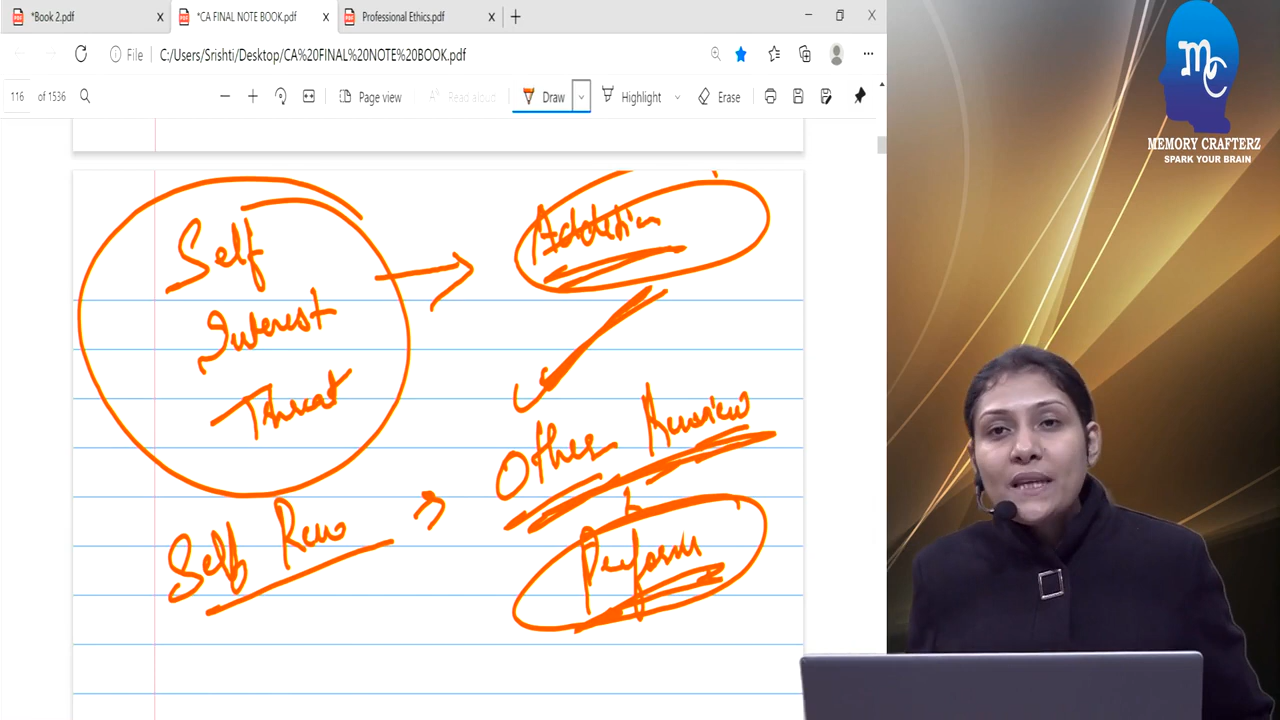 *Book 2.pdf
*CA FINAL NOTE BOOK.pdf
Professional Ethics.pdf
File
C:/Users/Srishti/Desktop/CA%20FINAL%20NOTE%20BOOK.pdf
116 of 1536
Page view
Read aloud
Draw
Highlight
Erase
MC
MEMORY CRAFTERZ
SPARK YOUR BRAIN
Self
Interest
Threat
Other Review
Self
Perform